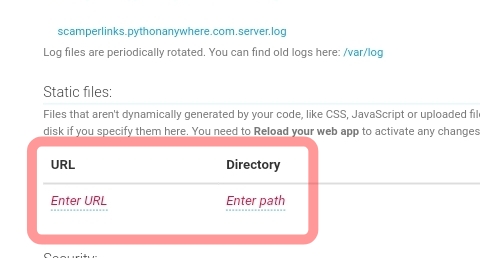 scamperlinks.pythonanywhere.com.server.log
Log files are periodically rotated. You can find old logs here: /var/log
Static files:
Files that aren't dynamically generated by your code, like CSS, JavaScript or uploaded
disk if you specify them here. You need to Reload your web app to activate any changes
URL Directory
Enter URL Enter path
Security: